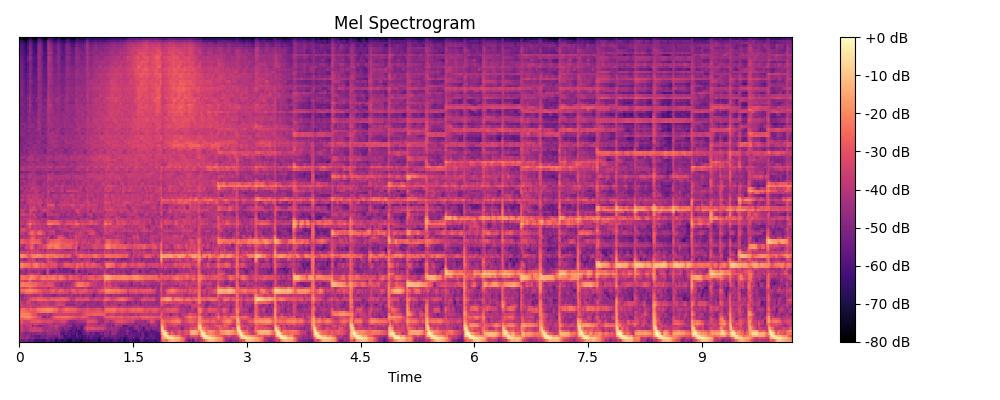 Mel Spectrogram
+0 dB
-10 dB
-20 dB
-30 dB
-40 dB
-50 dB
-60 dB
-70 dB
-80 dB
0 1.5 3 4.5 6 7.5 9
Time